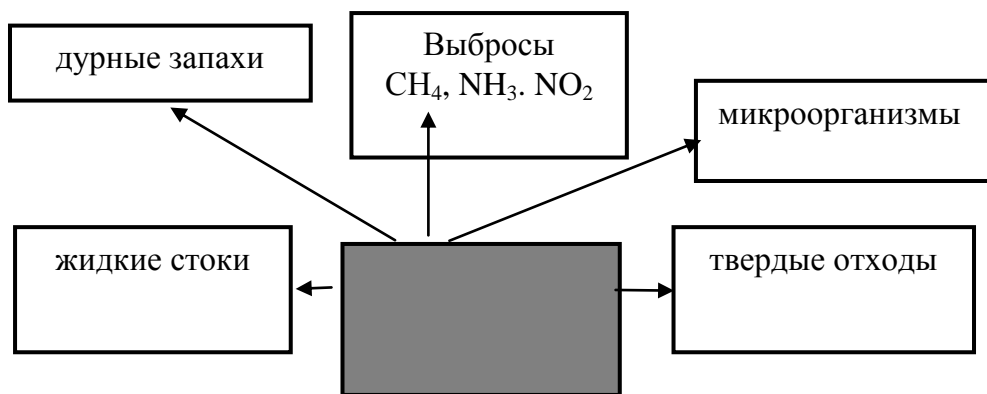 дурные запахи
Выбросы
CH₄, NH₃. NO₂
микроорганизмы
жидкие стоки
твердые отходы